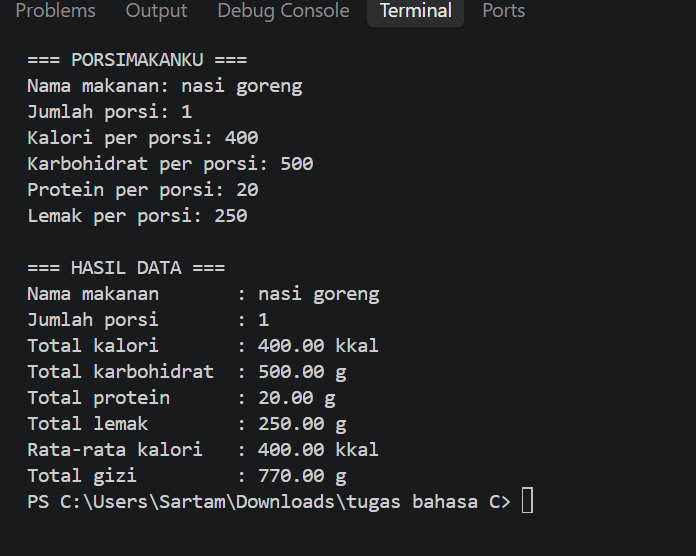 Problems Output Debug Console Terminal Ports
=== PORSIMAKANKU ===
Nama makanan: nasi goreng
Jumlah porsi: 1
Kalori per porsi: 400
Karbohidrat per porsi: 500
Protein per porsi: 20
Lemak per porsi: 250
=== HASIL DATA ===
Nama makanan : nasi goreng
Jumlah porsi : 1
Total kalori : 400.00 kkal
Total karbohidrat : 500.00 g
Total protein : 20.00 g
Total lemak : 250.00 g
Rata-rata kalori : 400.00 kkal
Total gizi : 770.00 g
PS C:\Users\Sartam\Downloads\tugas bahasa C>